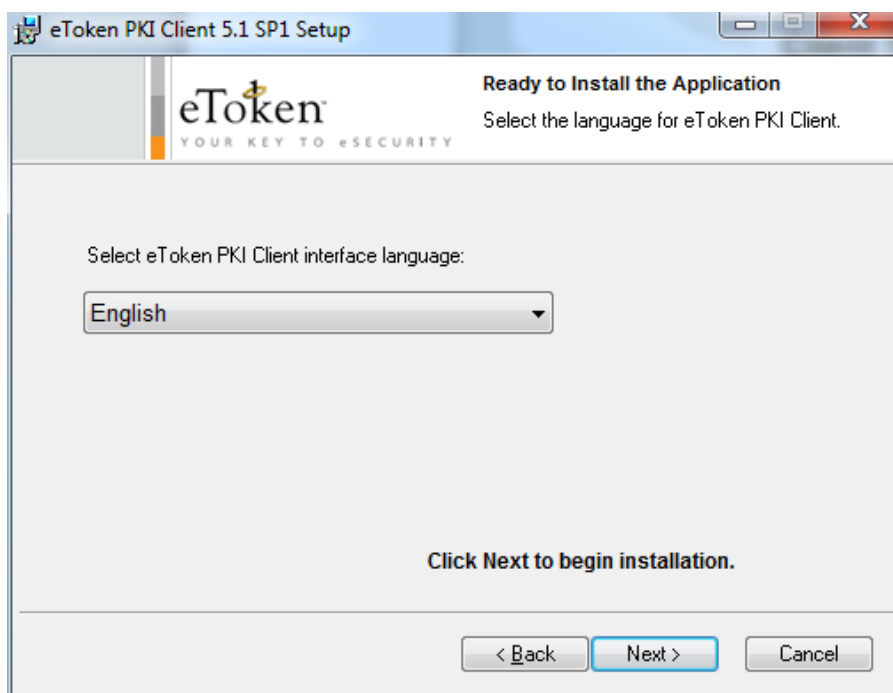 eToken PKI Client 5.1 SP1 Setup
Ready to Install the Application
Select the language for eToken PKI Client.
eToken
YOUR KEY TO eSECURITY
Select eToken PKI Client interface language:
English
Click Next to begin installation.
< Back
Next >
Cancel